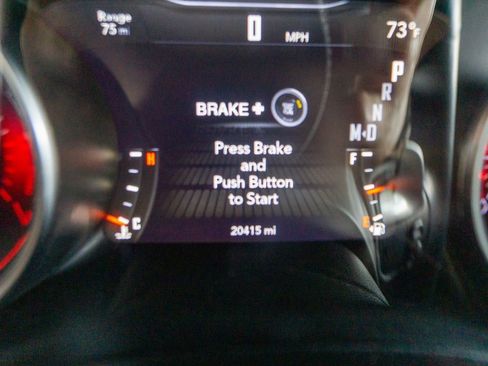 Range
75 mi
0 MPH
73°F
P
R
N
M◄D
BRAKE +
Press Brake
and
Push Button
to Start
H
C
F
E
20415 mi